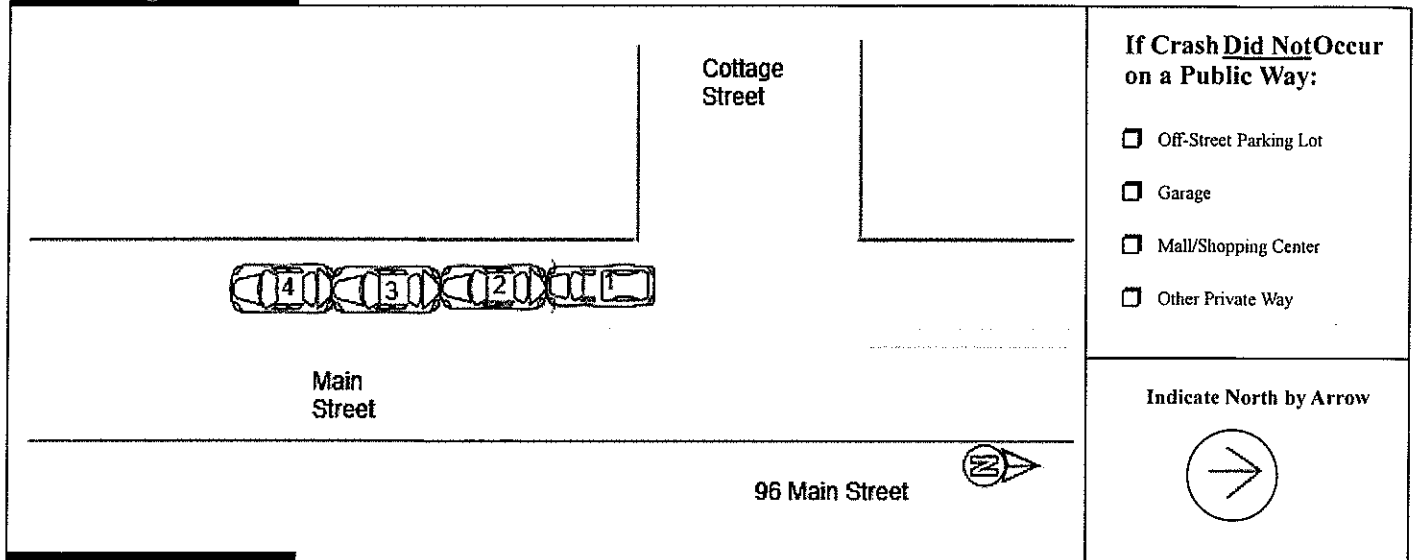 Cottage
Street
4
3
2
1
Main
Street
96 Main Street
N
If Crash Did Not Occur
on a Public Way:
Off-Street Parking Lot
Garage
Mall/Shopping Center
Other Private Way
Indicate North by Arrow